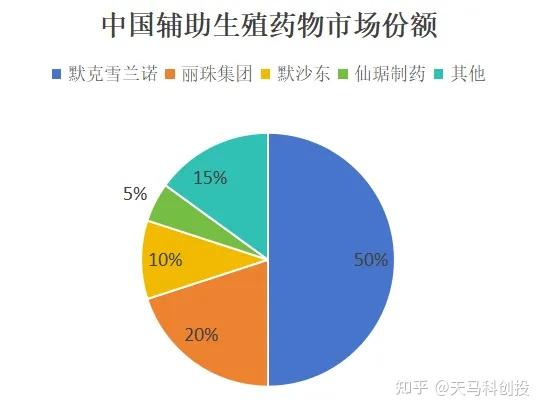 中国辅助生殖药物市场份额
默克雪兰诺 丽珠集团 默沙东 仙琚制药 其他
15%
5%
10%
50%
20%
知乎 @天马科创投